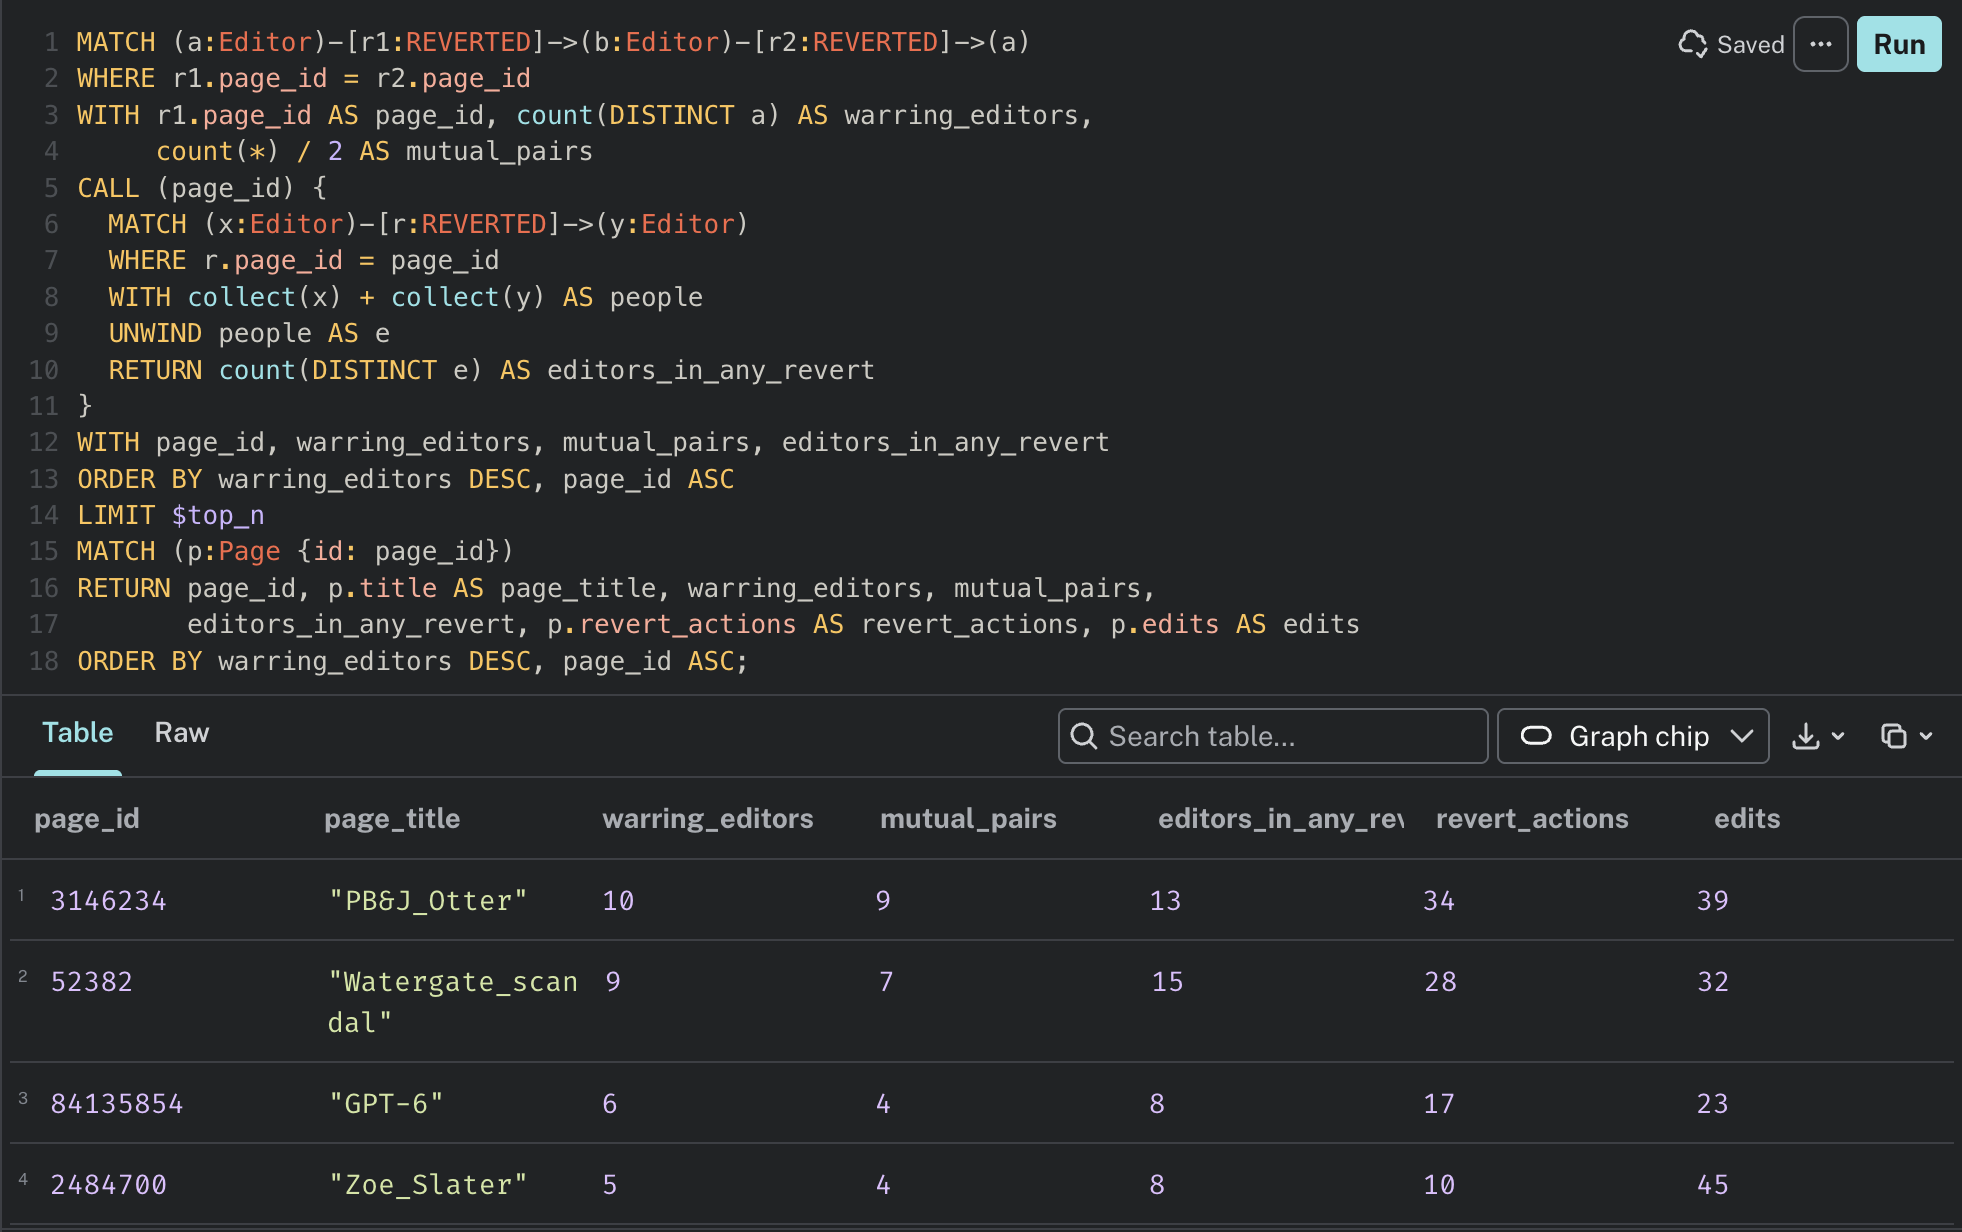 1 MATCH (a:Editor)-[r1:REVERTED]->(b:Editor)-[r2:REVERTED]->(a)
2 WHERE r1.page_id = r2.page_id
3 WITH r1.page_id AS page_id, count(DISTINCT a) AS warring_editors,
4 count(*) / 2 AS mutual_pairs
5 CALL (page_id) {
6 MATCH (x:Editor)-[r:REVERTED]->(y:Editor)
7 WHERE r.page_id = page_id
8 WITH collect(x) + collect(y) AS people
9 UNWIND people AS e
10 RETURN count(DISTINCT e) AS editors_in_any_revert
11 }
12 WITH page_id, warring_editors, mutual_pairs, editors_in_any_revert
13 ORDER BY warring_editors DESC, page_id ASC
14 LIMIT $top_n
15 MATCH (p:Page {id: page_id})
16 RETURN page_id, p.title AS page_title, warring_editors, mutual_pairs,
17 editors_in_any_revert, p.revert_actions AS revert_actions, p.edits AS edits
18 ORDER BY warring_editors DESC, page_id ASC;
Saved ... Run
Table Raw Search table... Graph chip
page_id page_title warring_editors mutual_pairs editors_in_any_rev revert_actions edits
1 3146234 "PB&J_Otter" 10 9 13 34 39
2 52382 "Watergate_scan 9 7 15 28 32
dal"
3 84135854 "GPT-6" 6 4 8 17 23
4 2484700 "Zoe_Slater" 5 4 8 10 45